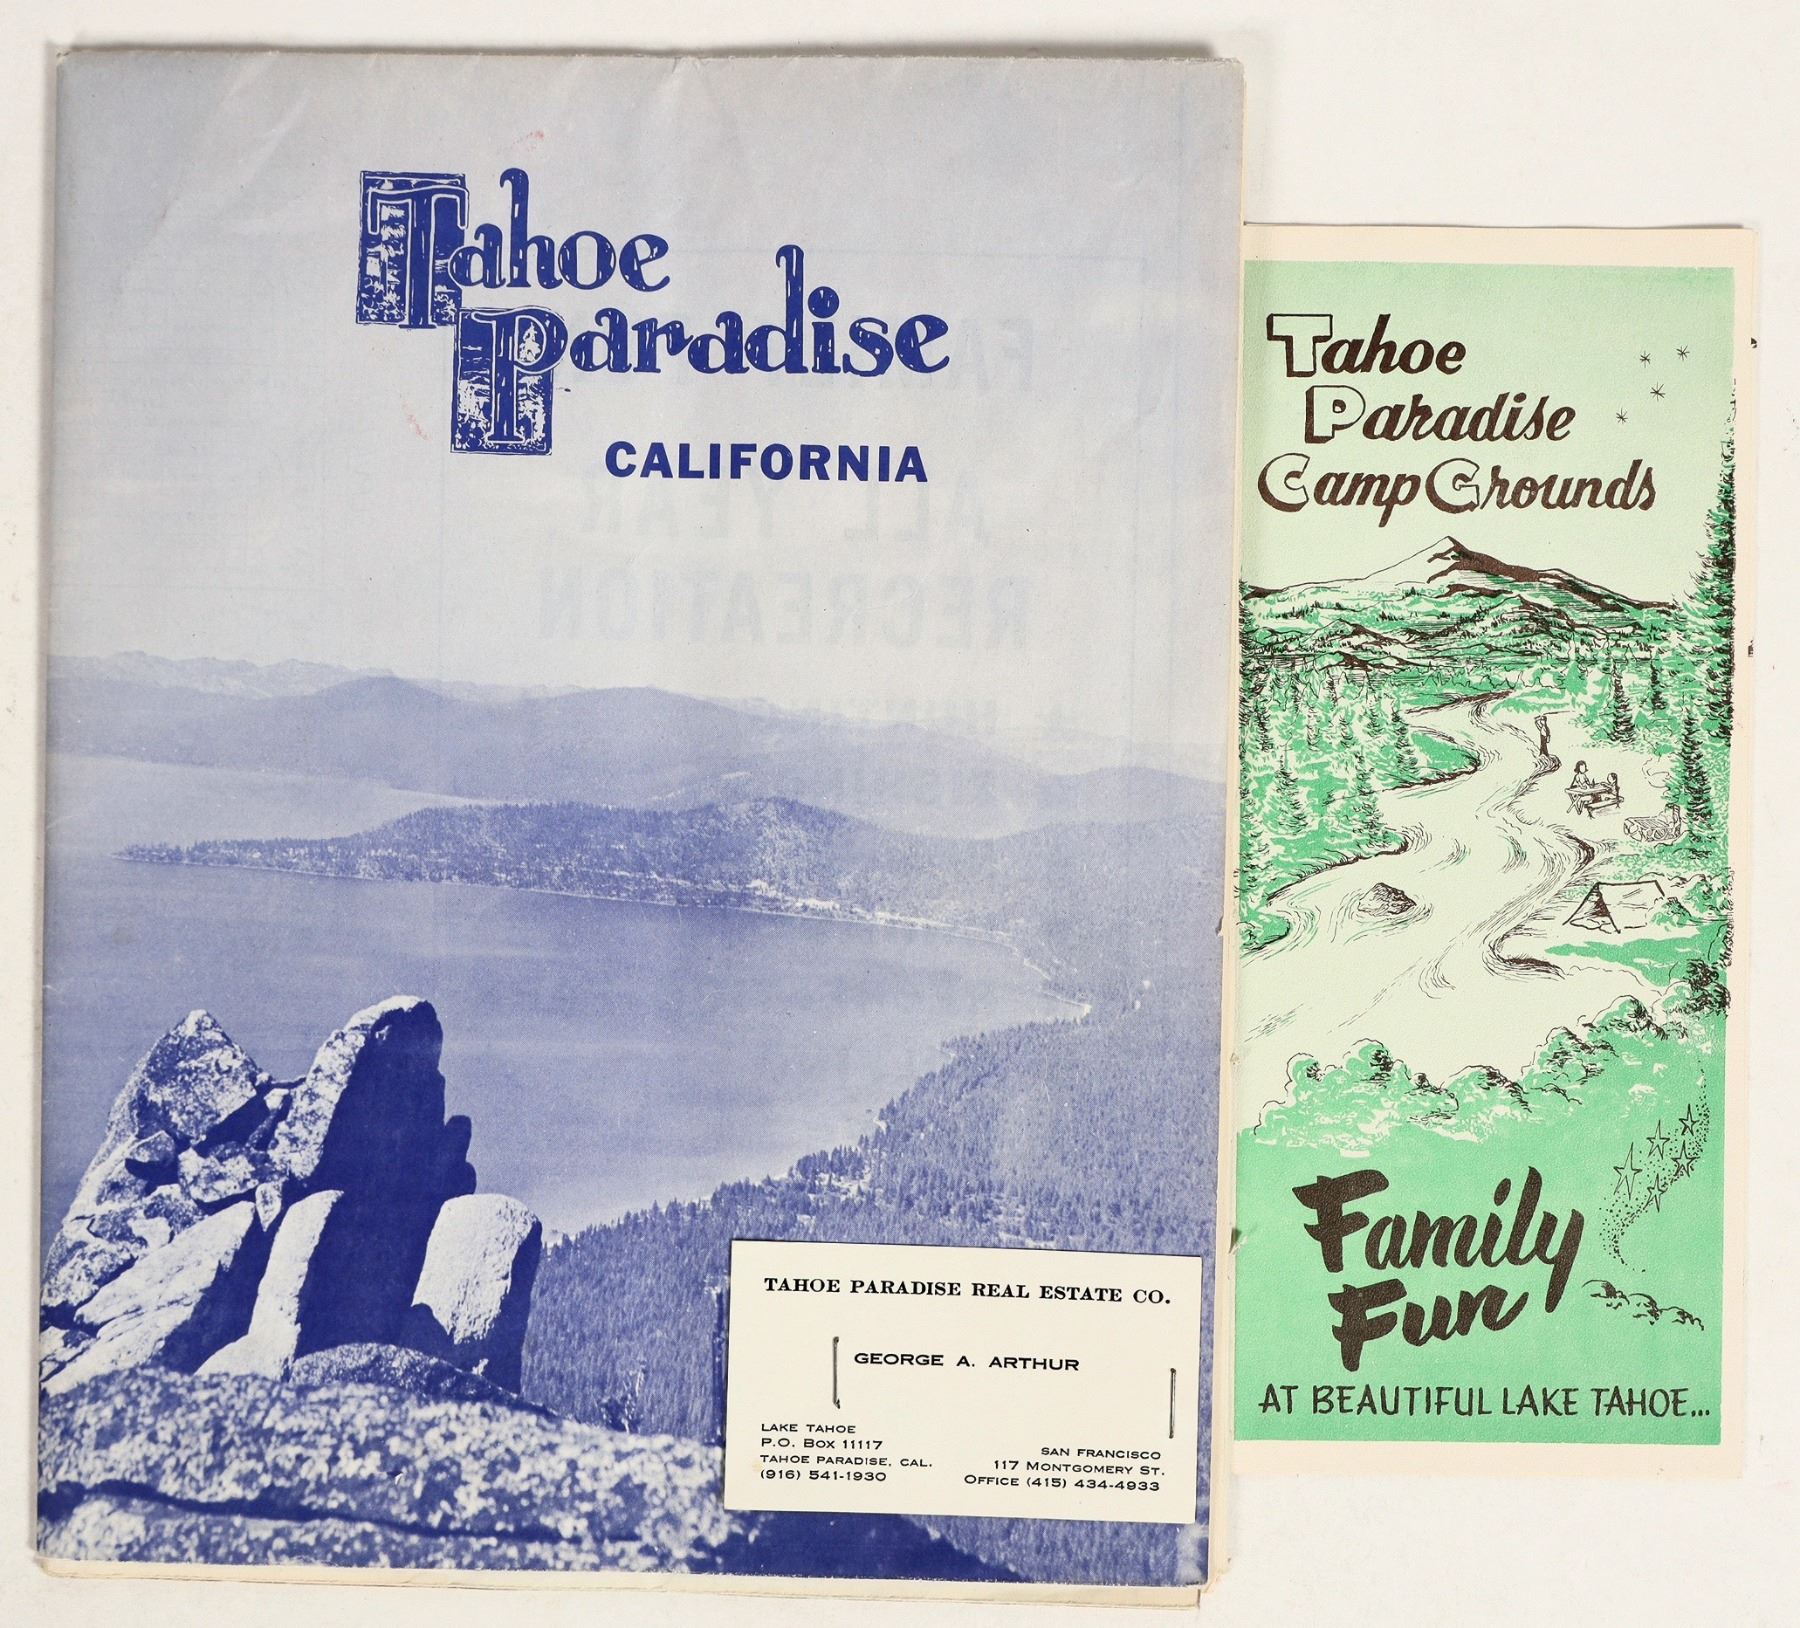 Tahoe
Paradise
CALIFORNIA
TAHOE PARADISE REAL ESTATE CO.
GEORGE A. ARTHUR
LAKE TAHOE
P.O. BOX 11117
TAHOE PARADISE, CAL.
(916) 541-1930
SAN FRANCISCO
117 MONTGOMERY ST.
OFFICE (415) 434-4933
Tahoe
Paradise
Camp Grounds
Family
Fun
AT BEAUTIFUL LAKE TAHOE...